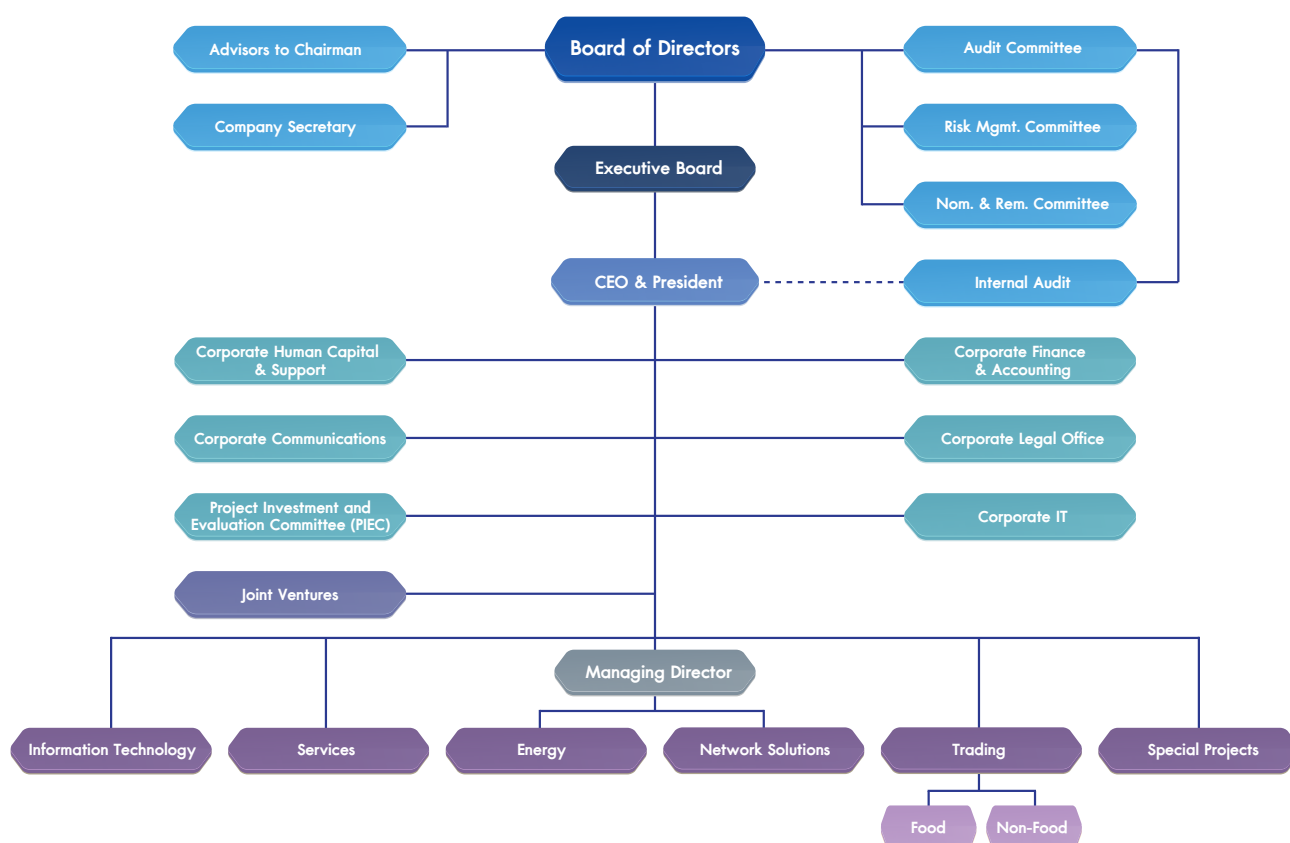 Advisors to Chairman
Board of Directors
Audit Committee
Company Secretary
Risk Mgmt. Committee
Executive Board
Nom. & Rem. Committee
CEO & President
Internal Audit
Corporate Human Capital
& Support
Corporate Finance
& Accounting
Corporate Communications
Corporate Legal Office
Project Investment and
Evaluation Committee (PIEC)
Corporate IT
Joint Ventures
Managing Director
Information Technology
Services
Energy
Network Solutions
Trading
Special Projects
Food
Non-Food